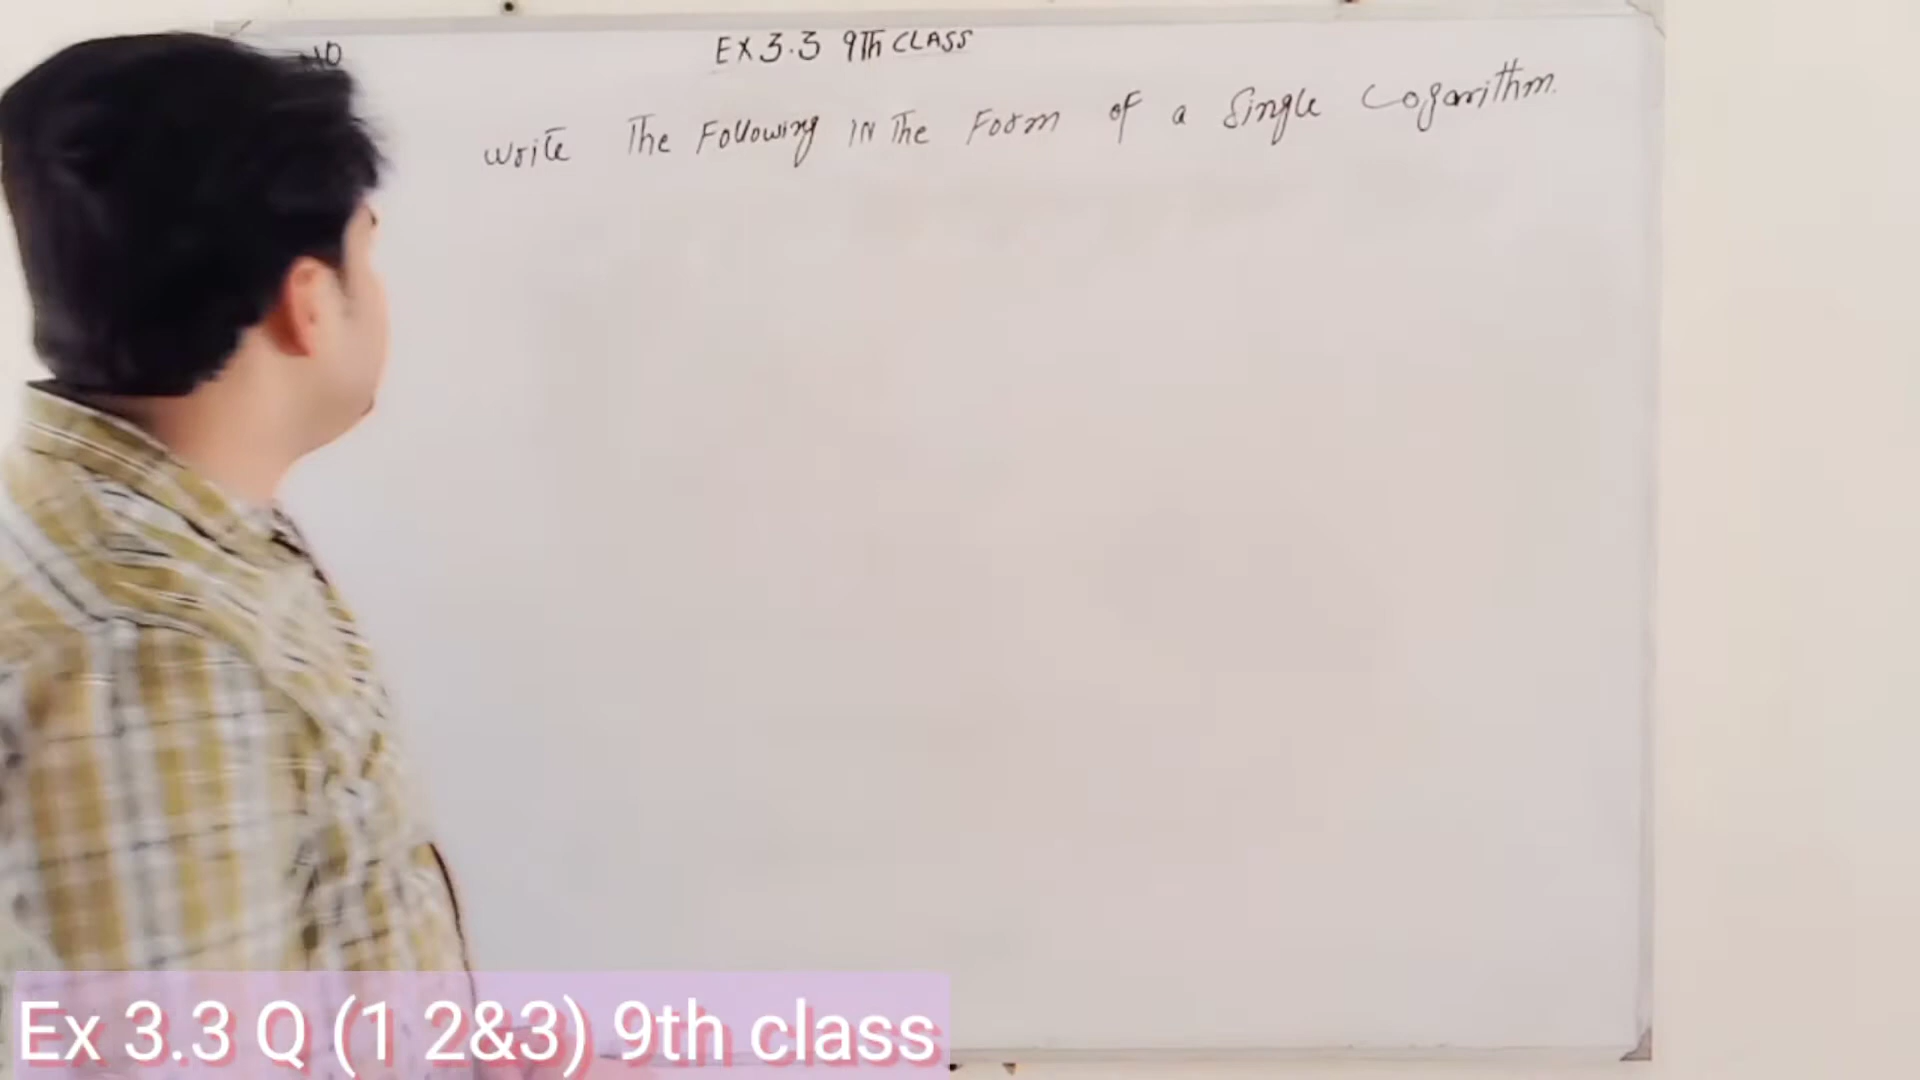 NO
EX 3.3 9Th CLASS
write The Following IN The Form of a Single Logarithm.
Ex 3.3 Q (1 2&3) 9th class